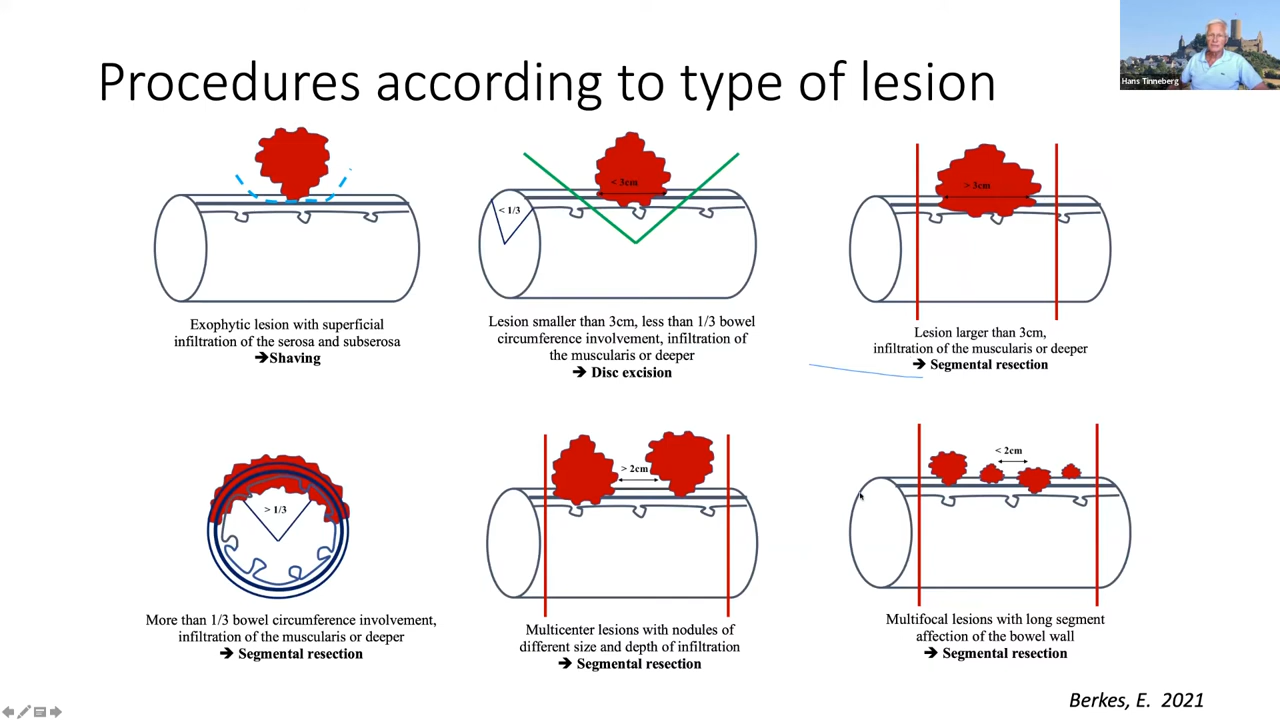 Procedures according to type of lesion
Hans Tinneberg
< 3cm
< 1/3
> 3cm
Exophytic lesion with superficial
infiltration of the serosa and subserosa
➔Shaving
Lesion smaller than 3cm, less than 1/3 bowel
circumference involvement, infiltration of
the muscularis or deeper
➔ Disc excision
Lesion larger than 3cm,
infiltration of the muscularis or deeper
➔ Segmental resection
> 1/3
> 2cm
< 2cm
More than 1/3 bowel circumference involvement,
infiltration of the muscularis or deeper
➔ Segmental resection
Multicenter lesions with nodules of
different size and depth of infiltration
➔ Segmental resection
Multifocal lesions with long segment
affection of the bowel wall
➔ Segmental resection
Berkes, E. 2021